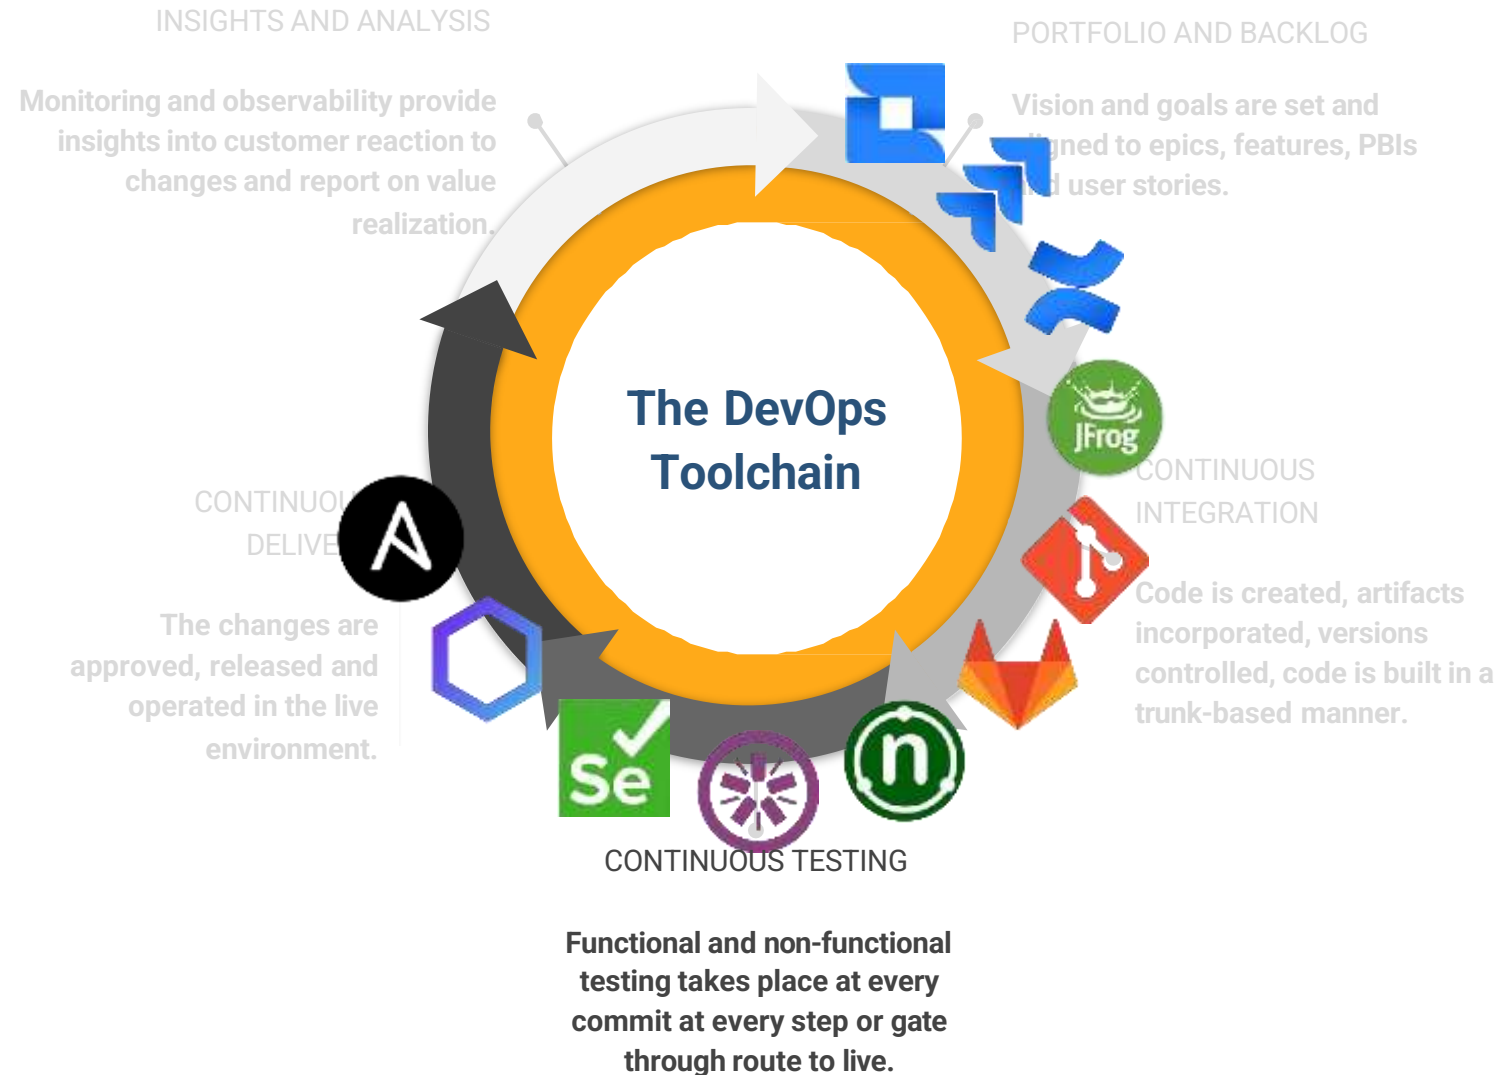 INSIGHTS AND ANALYSIS
Monitoring and observability provide
insights into customer reaction to
changes and report on value
realization.
PORTFOLIO AND BACKLOG
Vision and goals are set and
to epics, features, PBIs
user stories.
The DevOps
Toolchain
JFrog
CONTINUOUS
INTEGRATION
Code is created, artifacts
incorporated, versions
controlled, code is built in a
trunk-based manner.
The changes are
approved, released and
operated in the live
environment.
n
Se
CONTINUOUS TESTING
Functional and non-functional
testing takes place at every
commit at every step or gate
through route to live.